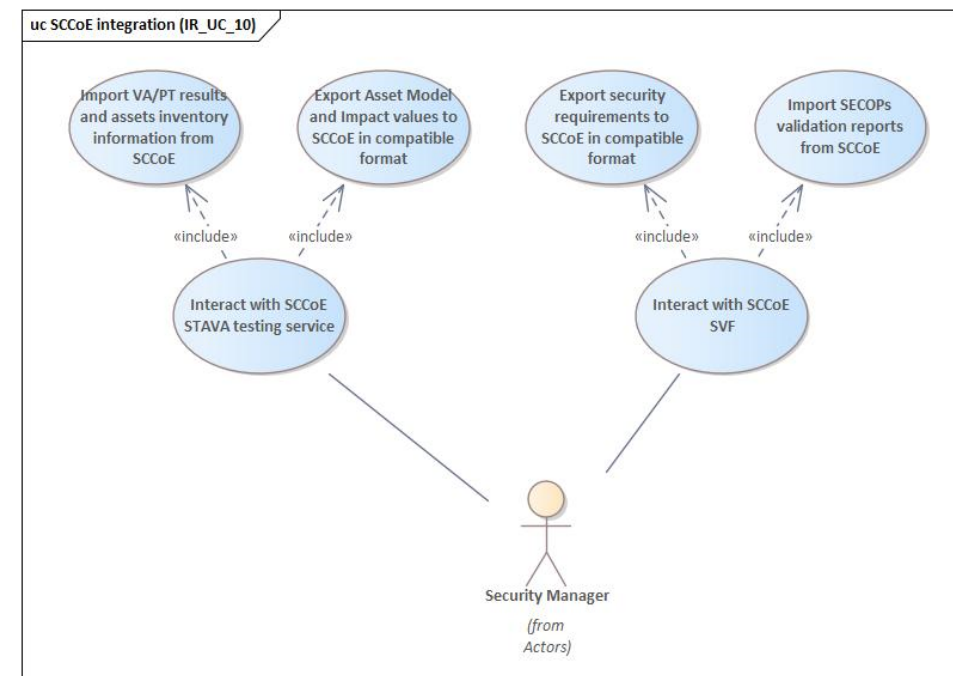 uc SCCoE integration (IR_UC_10)
Import VA/PT results
and assets inventory
information from
SCCoE
Export Asset Model
and Impact values to
SCCoE in compatible
format
Export security
requirements to
SCCoE in compatible
format
Import SECOPs
validation reports
from SCCoE
«include»
«include»
«include»
«include»
Interact with SCCoE
STAVA testing service
Interact with SCCoE
SVF
Security Manager
(from
Actors)